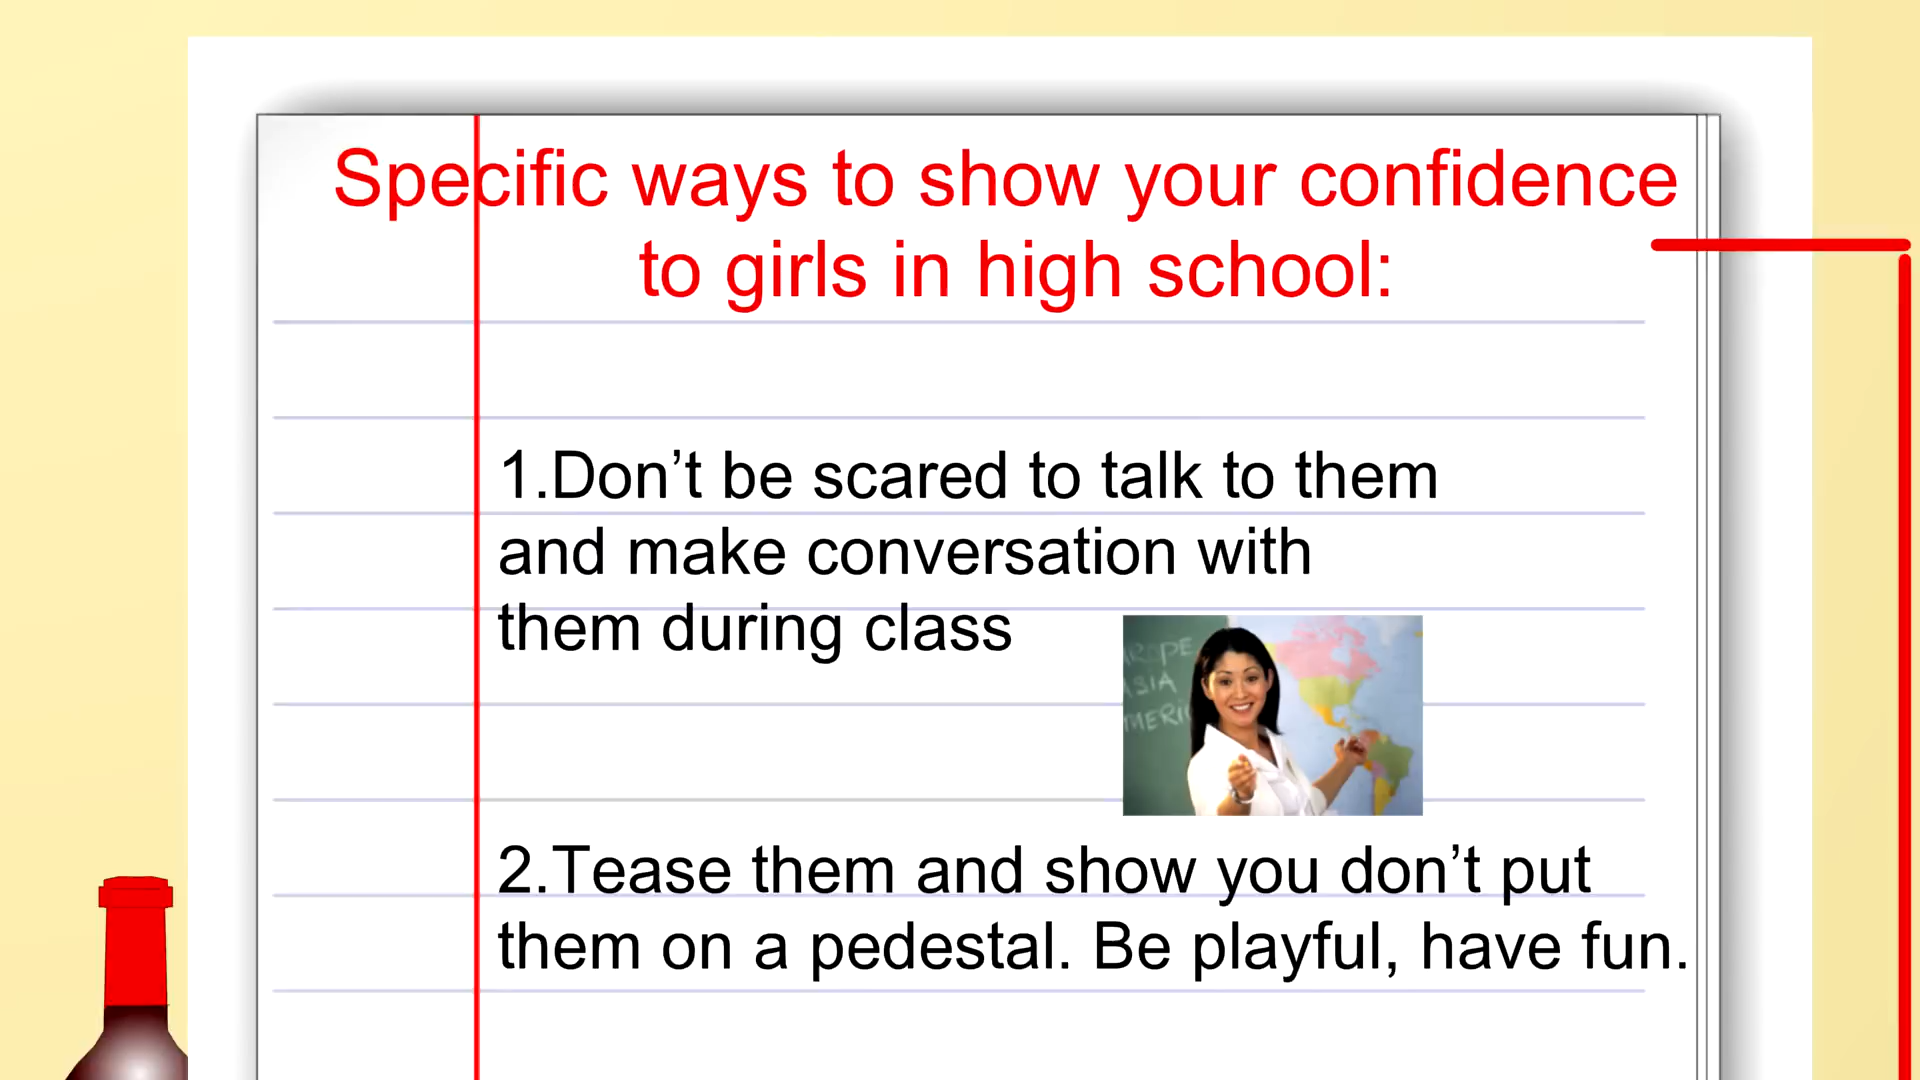 Specific ways to show your confidence
to girls in high school:
1.Don’t be scared to talk to them
and make conversation with
them during class
ASIA
2.Tease them and show you don’t put
them on a pedestal. Be playful, have fun.